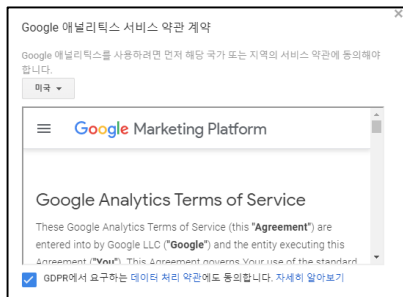 Google 애널리틱스 서비스 약관 계약
Google 애널리틱스를 사용하려면 먼저 해당 국가 또는 지역의 서비스 약관에 동의해야
합니다.
미국
Google Marketing Platform
Google Analytics Terms of Service
These Google Analytics Terms of Service (this "Agreement") are
entered into by Google LLC ("Google") and the entity executing this
Agreement ("You"). This Agreement governs Your use of the standard
GDPR에서 요구하는 데이터 처리 약관에도 동의합니다. 자세히 알아보기